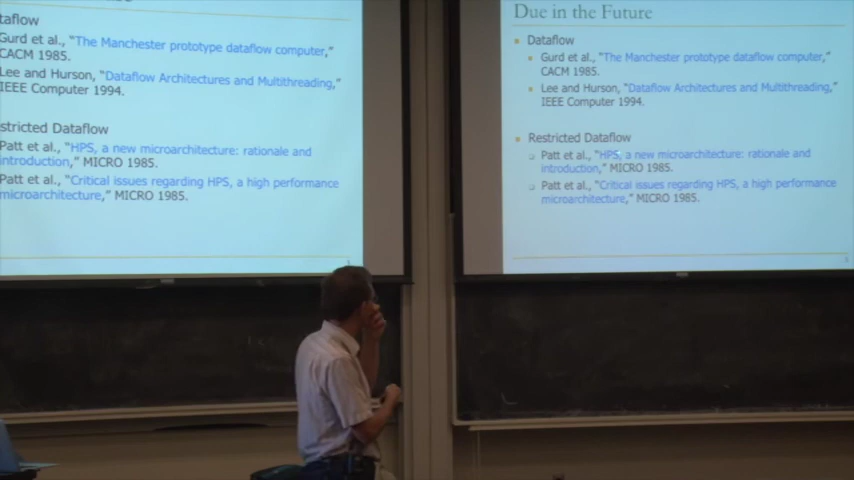 taflow
Gurd et al., "The Manchester prototype dataflow computer,"
CACM 1985.
Lee and Hurson, "Dataflow Architectures and Multithreading,"
IEEE Computer 1994.
stricted Dataflow
Patt et al., "HPS, a new microarchitecture: rationale and
introduction," MICRO 1985.
Patt et al., "Critical issues regarding HPS, a high performance
microarchitecture," MICRO 1985.
Due in the Future
Dataflow
Gurd et al., "The Manchester prototype dataflow computer,"
CACM 1985.
Lee and Hurson, "Dataflow Architectures and Multithreading,"
IEEE Computer 1994.
Restricted Dataflow
Patt et al., "HPS, a new microarchitecture: rationale and
introduction," MICRO 1985.
Patt et al., "Critical issues regarding HPS, a high performance
microarchitecture," MICRO 1985.